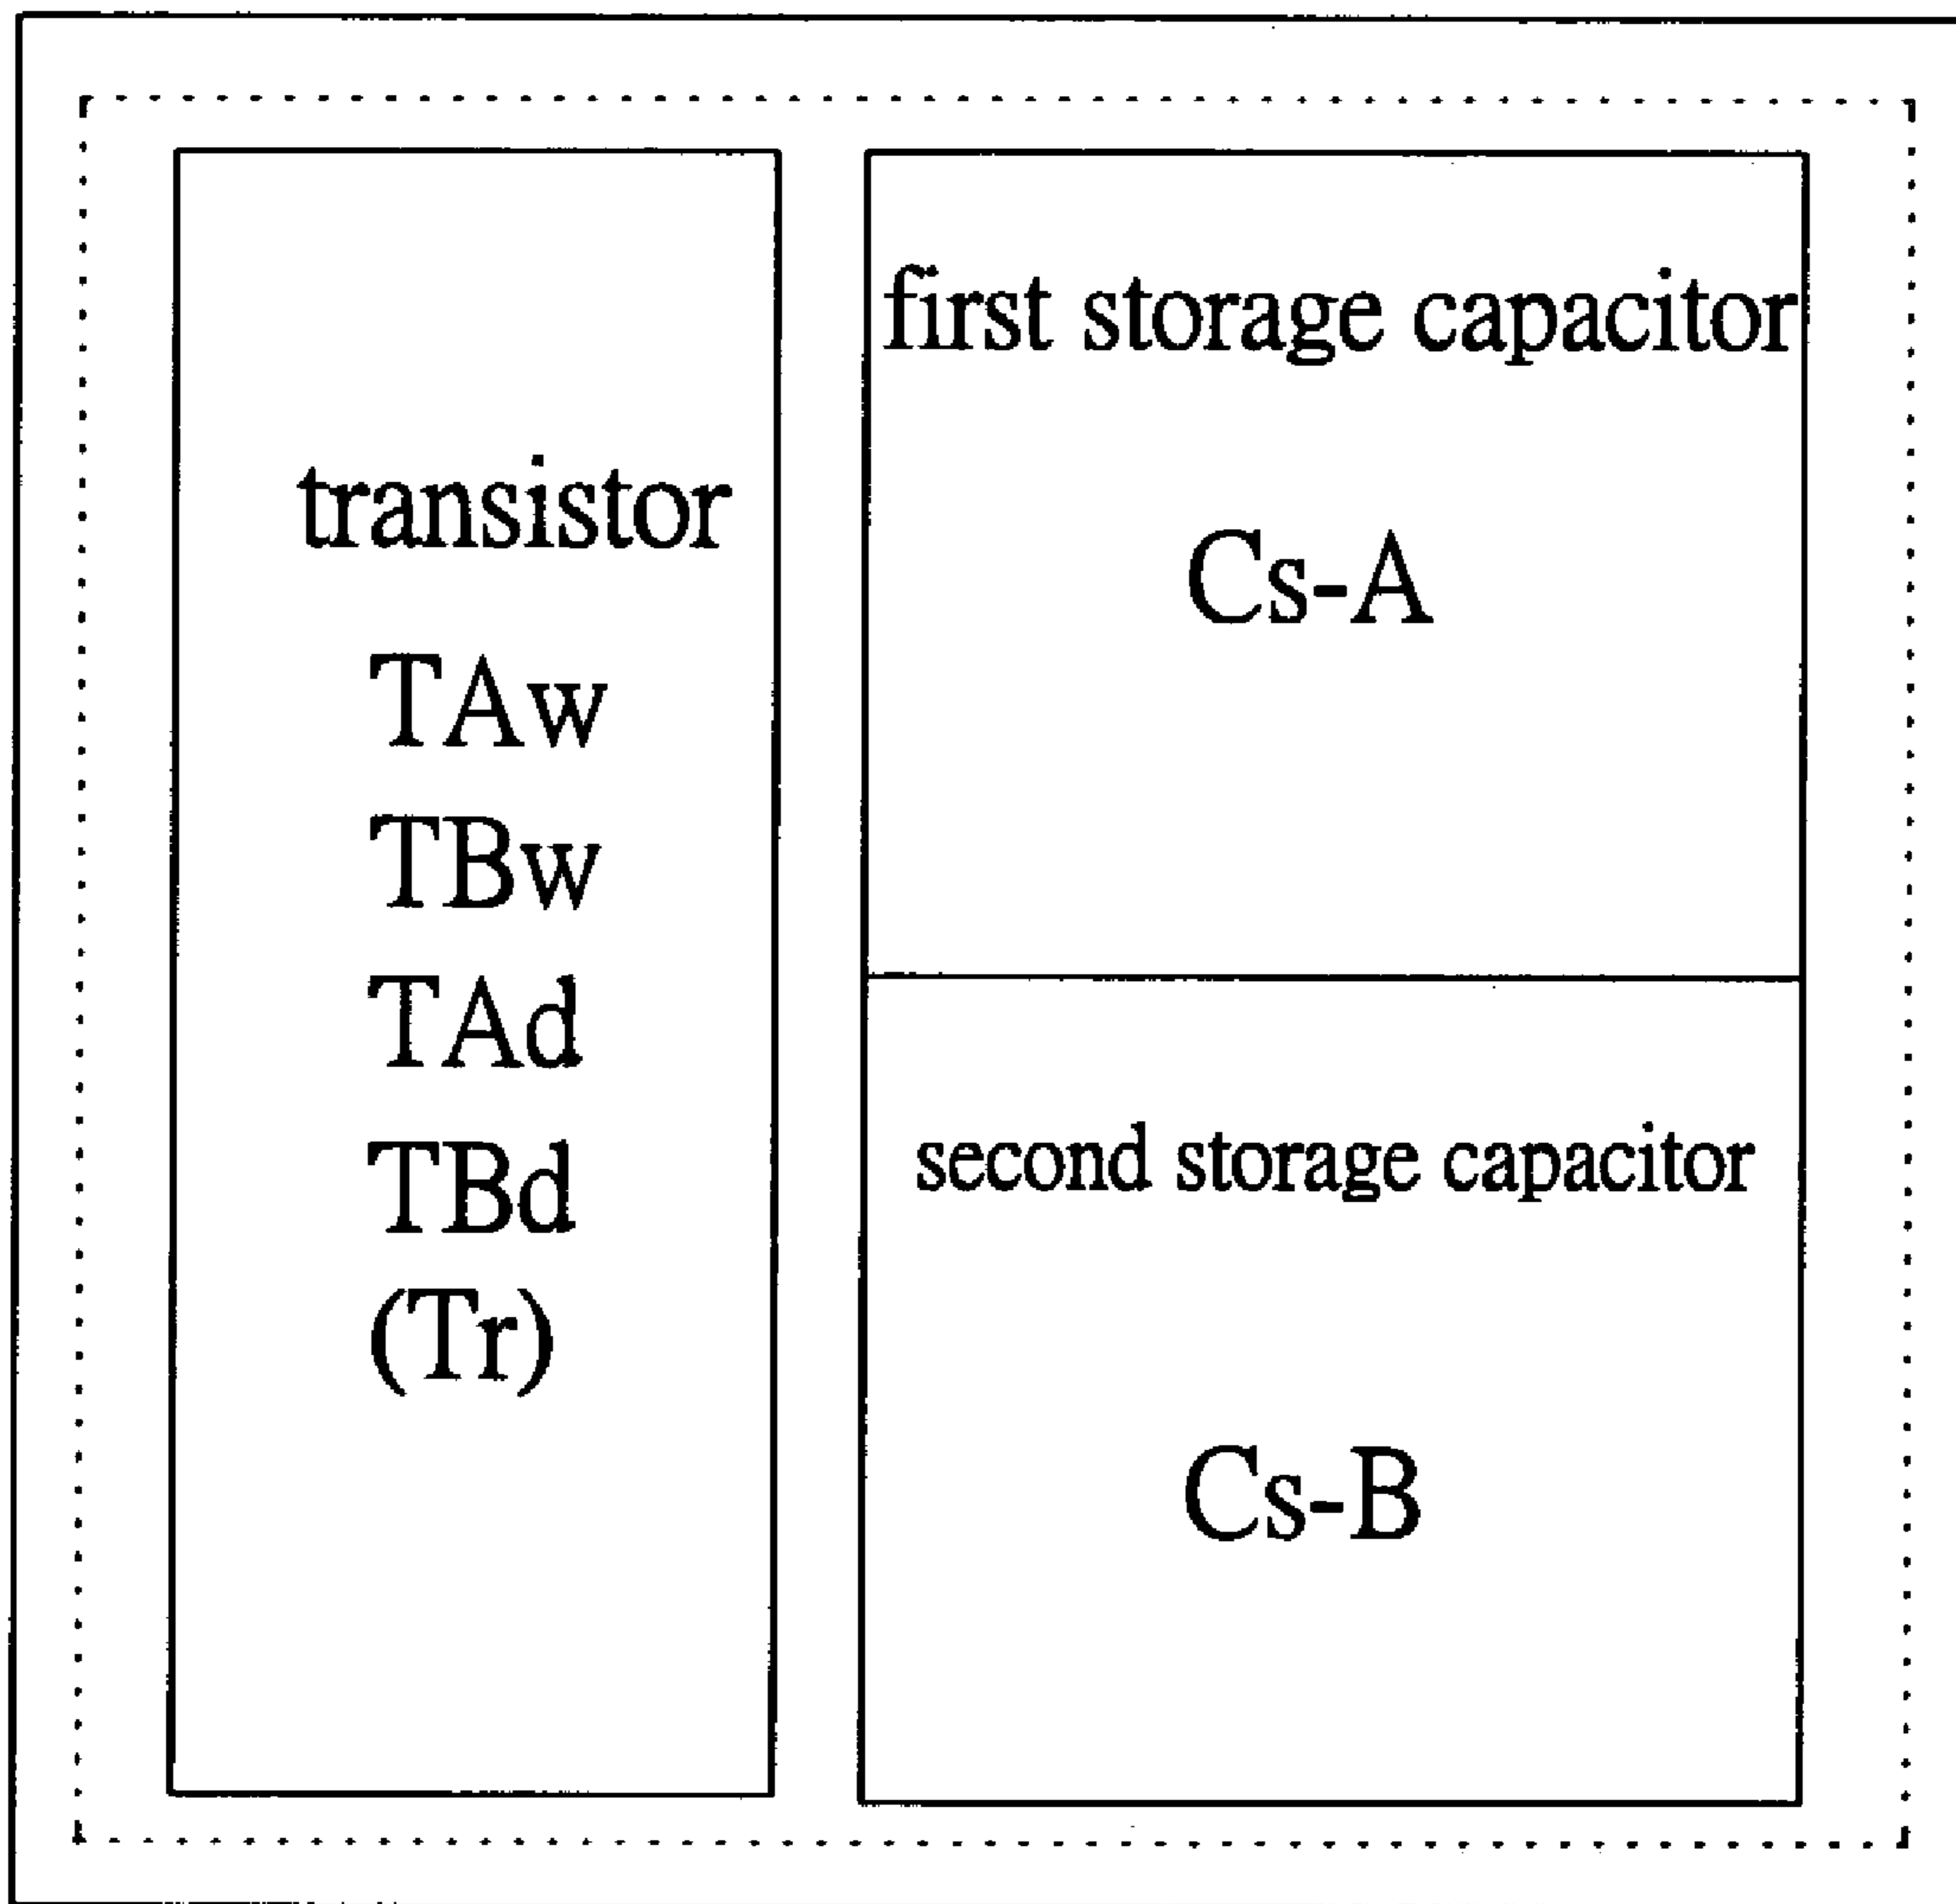 transistor
TAw
TBw
TAd
TBd
(Tr)
first storage capacitor
Cs-A
second storage capacitor
Cs-B